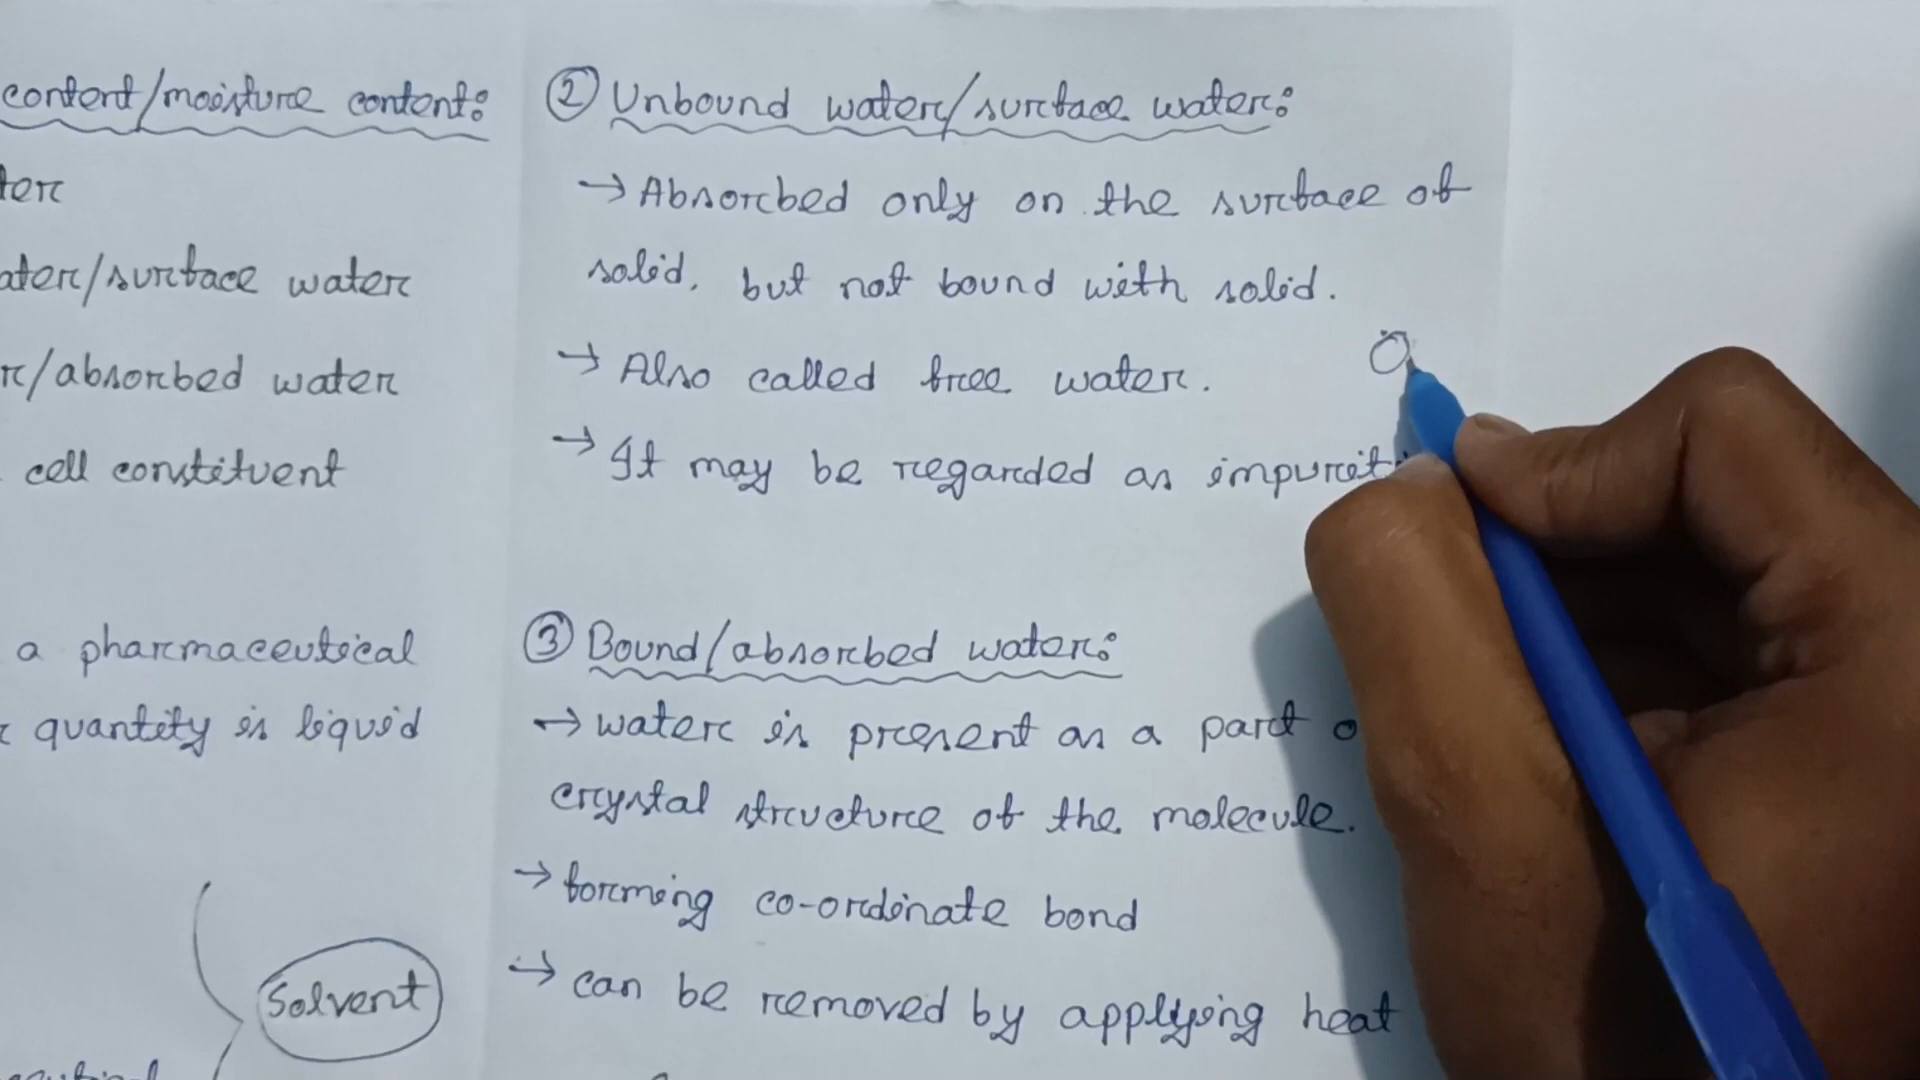 content/moisture content:
ter
ater/surface water
r/absorbed water
cell constituent
a pharmaceutical
quantity is liquid
Solvent
② Unbound water/surface water:
→ Absorbed only on the surface of
solid, but not bound with solid.
→ Also called free water.
→ It may be regarded as impurit
③ Bound/absorbed water:
→ water is present as a part o
crystal structure of the molecule.
→ forming co-ordinate bond
→ can be removed by applying heat